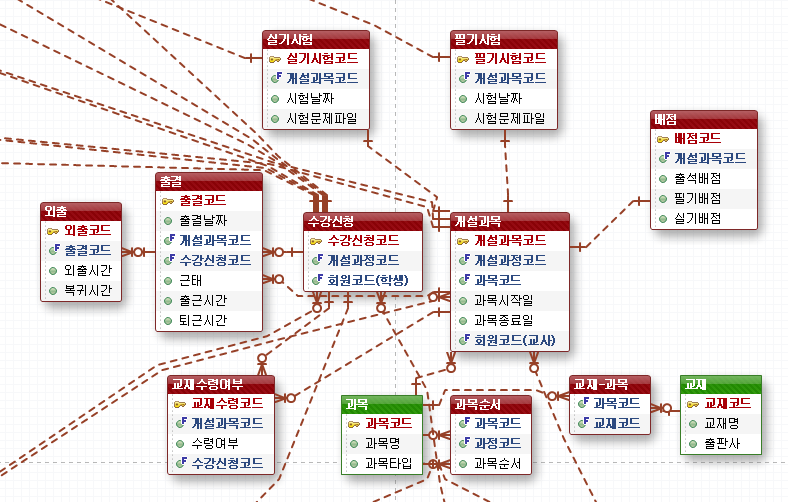 실기시험
실기시험코드
개설과목코드
시험날짜
시험문제파일
필기시험
필기시험코드
개설과목코드
시험날짜
시험문제파일
배점
배점코드
개설과목코드
출석배점
필기배점
실기배점
외출
외출코드
출결코드
외출시간
복귀시간
출결
출결코드
출결날짜
개설과목코드
수강신청코드
근태
출근시간
퇴근시간
수강신청
수강신청코드
개설과정코드
회원코드(학생)
개설과목
개설과목코드
개설과정코드
과목코드
과목시작일
과목종료일
회원코드(교사)
교재수령여부
교재수령코드
개설과목코드
수령여부
수강신청코드
과목
과목코드
과목명
과목타입
과목순서
과목코드
과정코드
과목순서
교재-과목
과목코드
교재코드
교재
교재코드
교재명
출판사